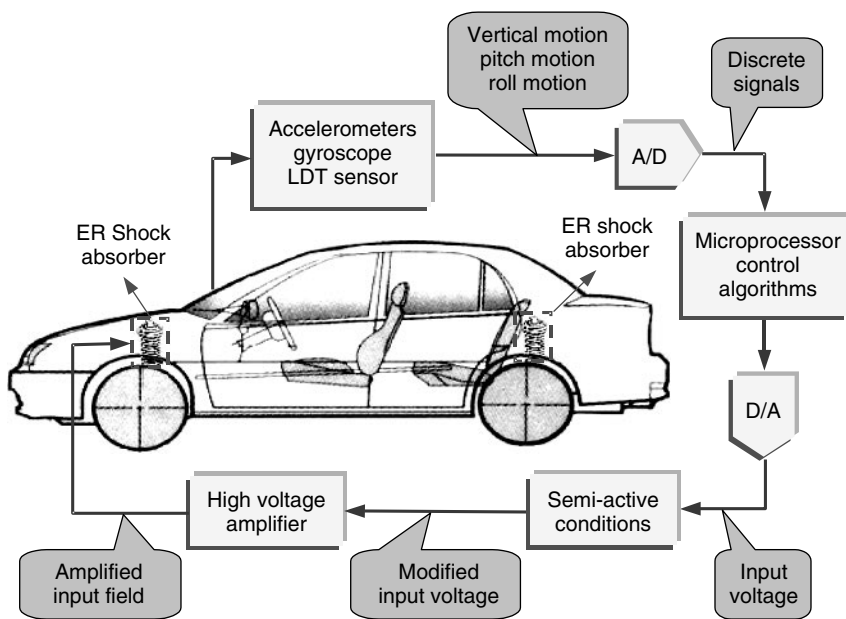 Vertical motion
pitch motion
roll motion
Discrete
signals
Accelerometers
gyroscope
LDT sensor
A/D
ER Shock
absorber
ER shock
absorber
Microprocessor
control
algorithms
D/A
High voltage
amplifier
Semi-active
conditions
Amplified
input field
Modified
input voltage
Input
voltage